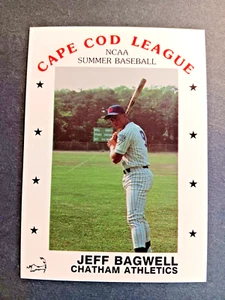 CAPE COD LEAGUE
NCAA
SUMMER BASEBALL
JEFF BAGWELL
CHATHAM ATHLETICS